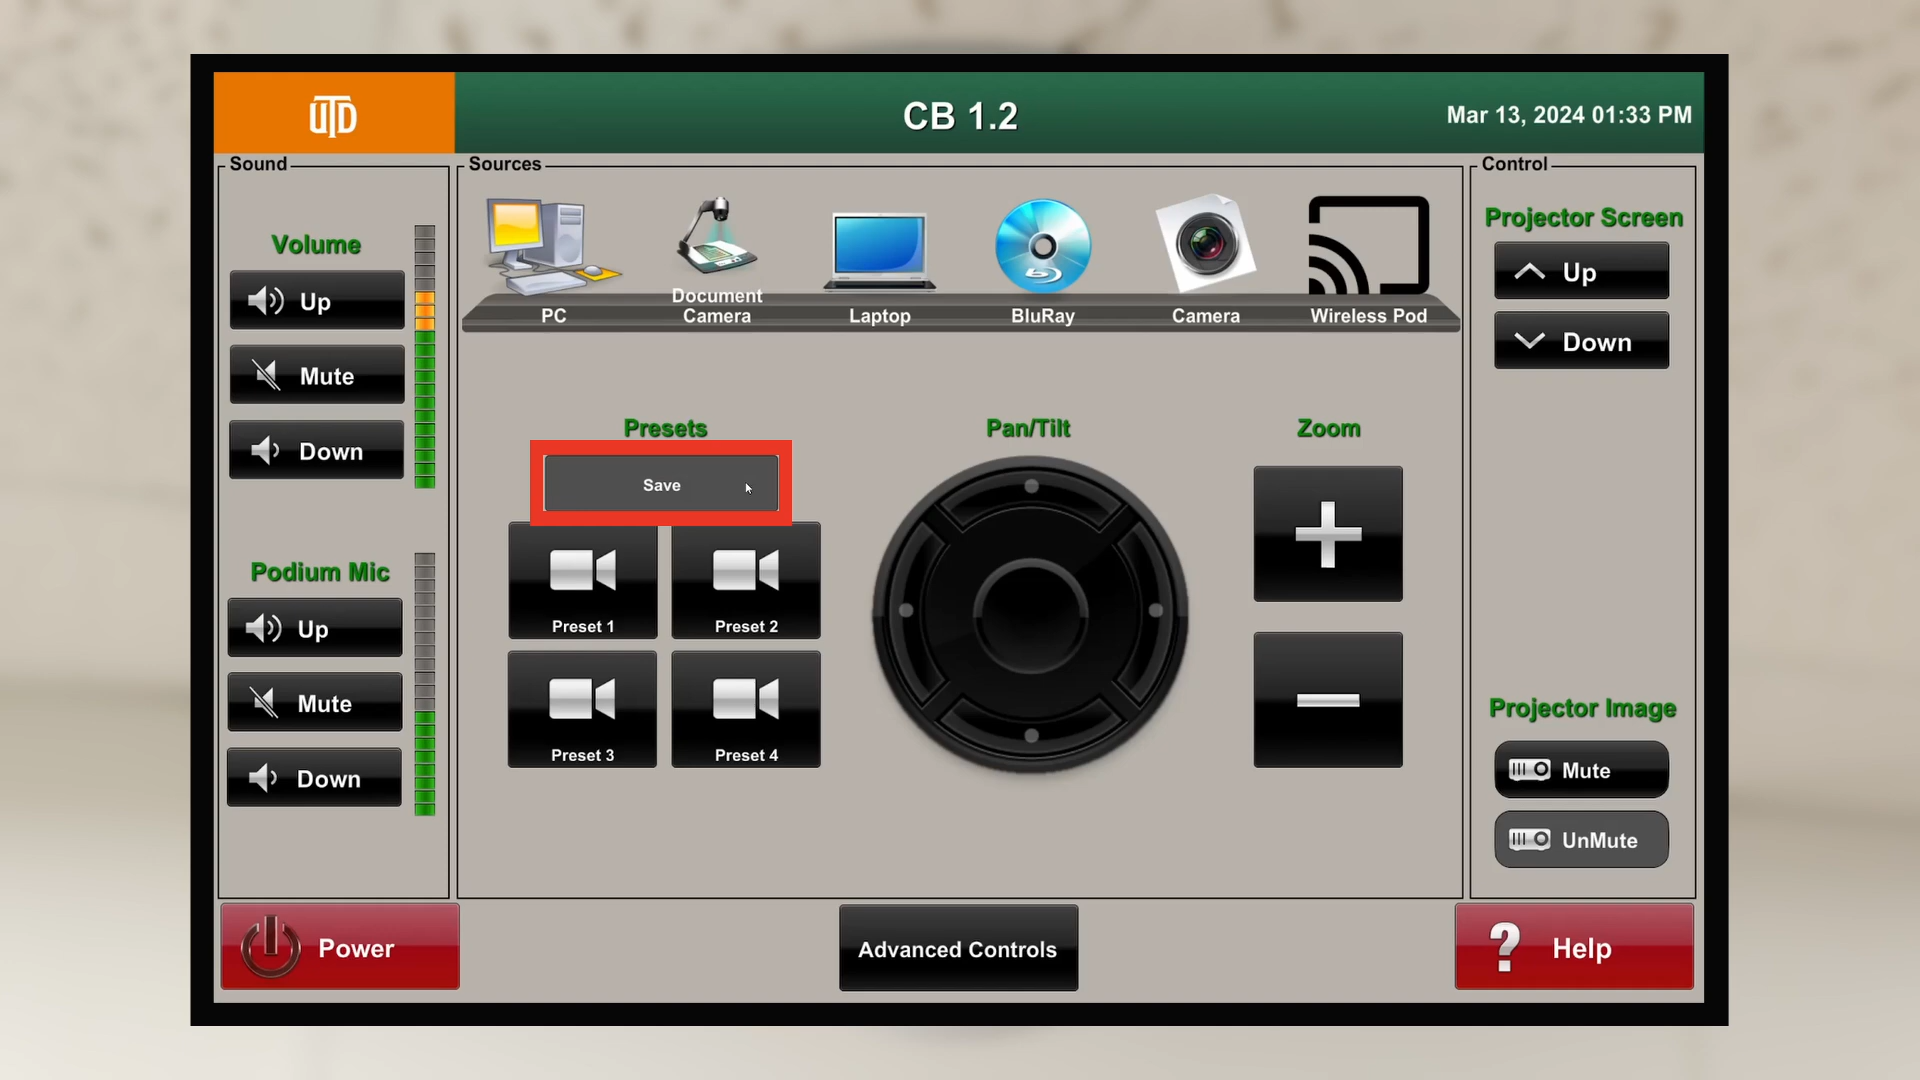 UTD
CB 1.2
Mar 13, 2024 01:33 PM
Sound
Volume
Up
Mute
Down
Podium Mic
Up
Mute
Down
Sources
PC
Document
Camera
Laptop
BluRay
Camera
Wireless Pod
Presets
Save
Preset 1
Preset 2
Preset 3
Preset 4
Pan/Tilt
Zoom
Control
Projector Screen
Up
Down
Projector Image
Mute
UnMute
Power
Advanced Controls
? Help